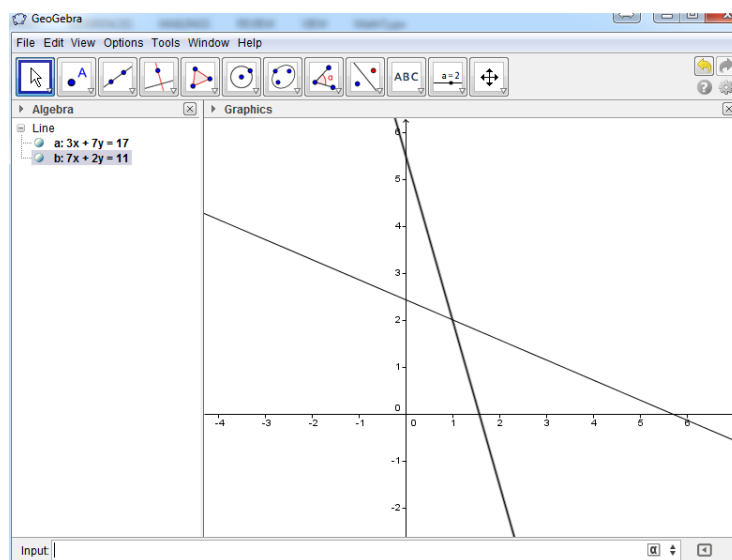 GeoGebra
File Edit View Options Tools Window Help
A
α
ABC
a=2
Algebra
Graphics
Line
a: 3x + 7y = 17
b: 7x + 2y = 11
6
5
4
3
2
1
0
-4 -3 -2 -1 0 1 2 3 4 5 6
-1
-2
Input:
α